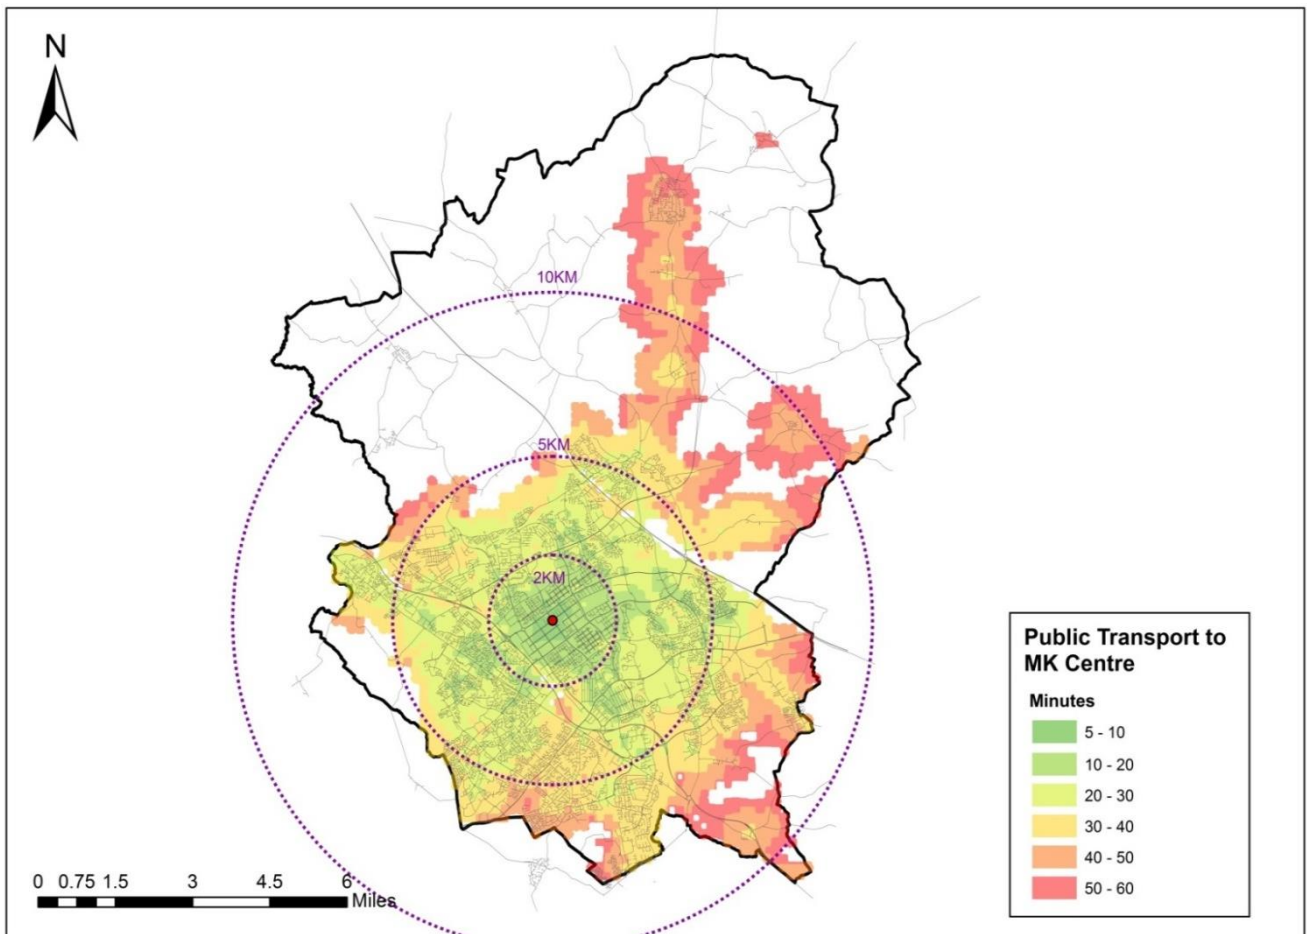 N
10KM
5KM
2KM
Public Transport to
MK Centre
Minutes
5 - 10
10 - 20
20 - 30
30 - 40
40 - 50
50 - 60
0 0.75 1.5 3 4.5 6
Miles